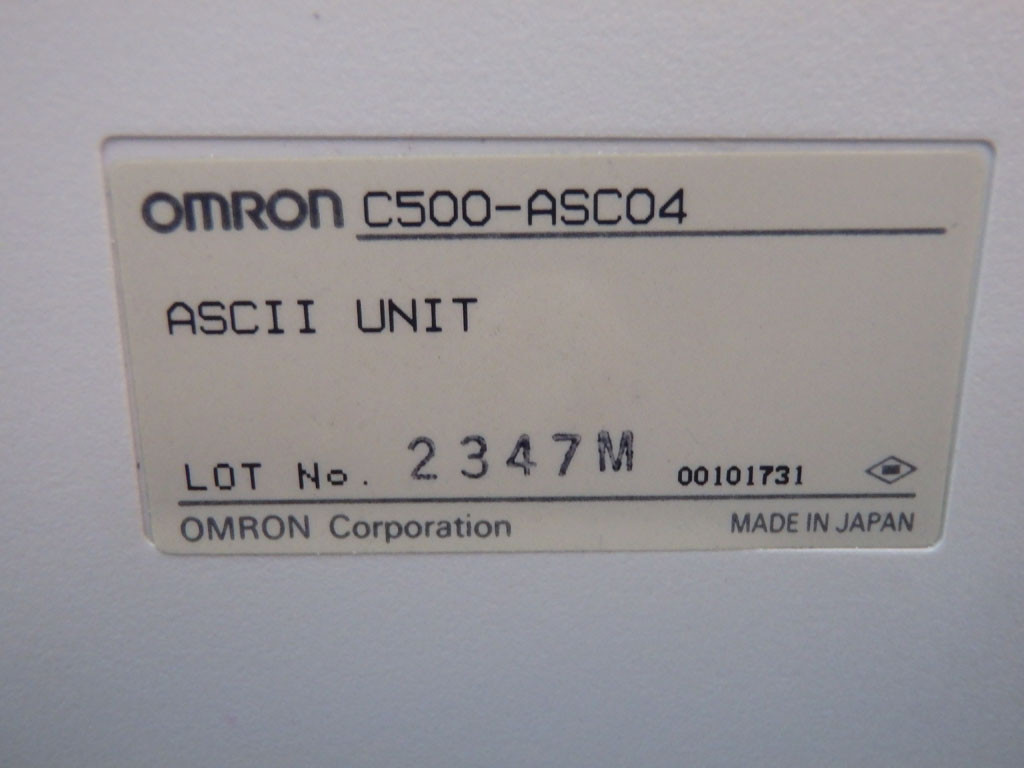 OMRON C500-ASC04
ASCII UNIT
LOT No. 2347M 00101731
OMRON Corporation MADE IN JAPAN